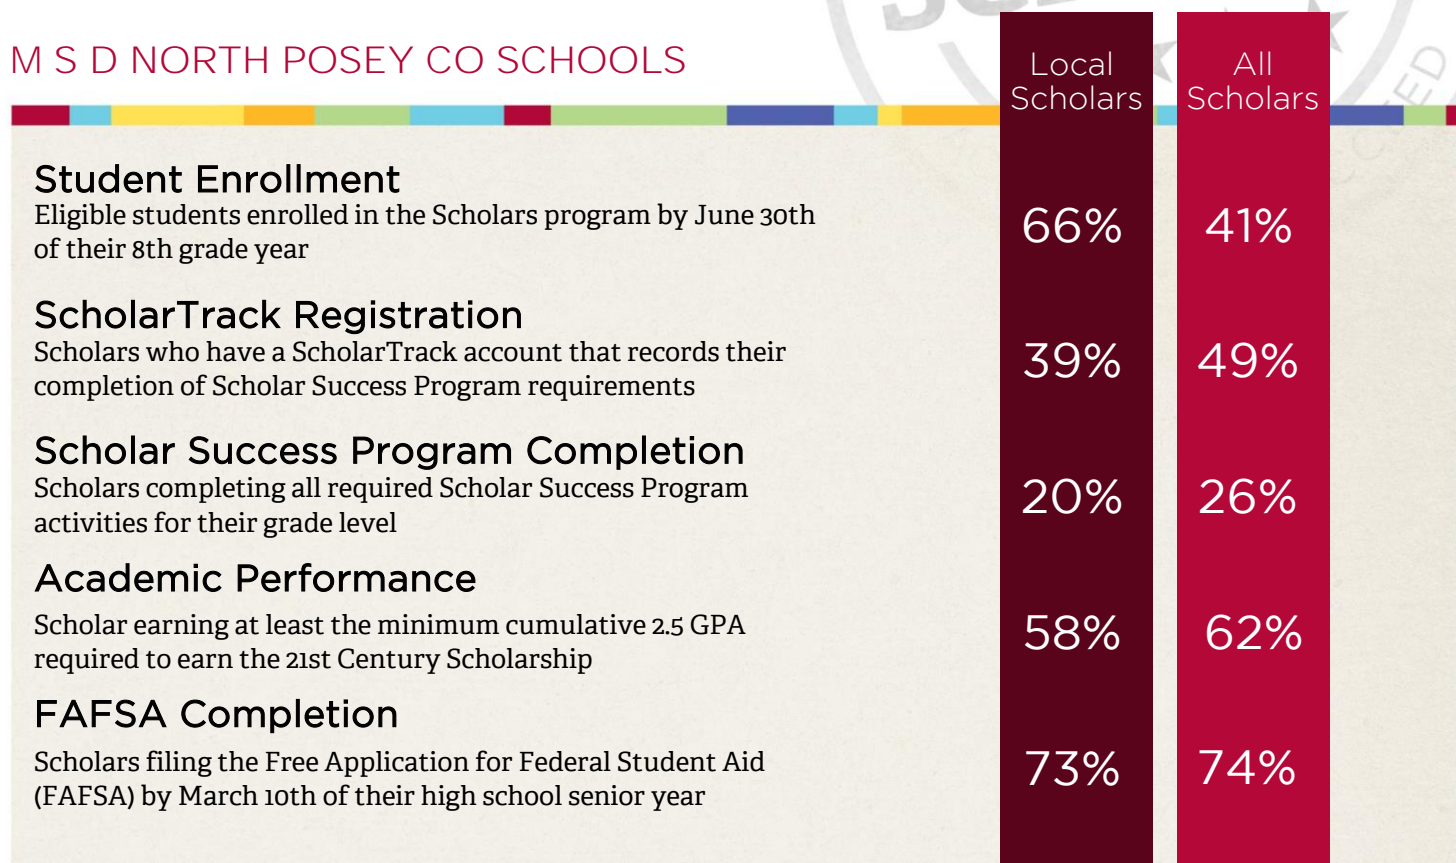 M S D NORTH POSEY CO SCHOOLS
Local
Scholars
All
Scholars
Student Enrollment
Eligible students enrolled in the Scholars program by June 30th
of their 8th grade year
66%
41%
ScholarTrack Registration
Scholars who have a ScholarTrack account that records their
completion of Scholar Success Program requirements
39%
49%
Scholar Success Program Completion
Scholars completing all required Scholar Success Program
activities for their grade level
20%
26%
Academic Performance
Scholar earning at least the minimum cumulative 2.5 GPA
required to earn the 21st Century Scholarship
58%
62%
FAFSA Completion
Scholars filing the Free Application for Federal Student Aid
(FAFSA) by March 10th of their high school senior year
73%
74%